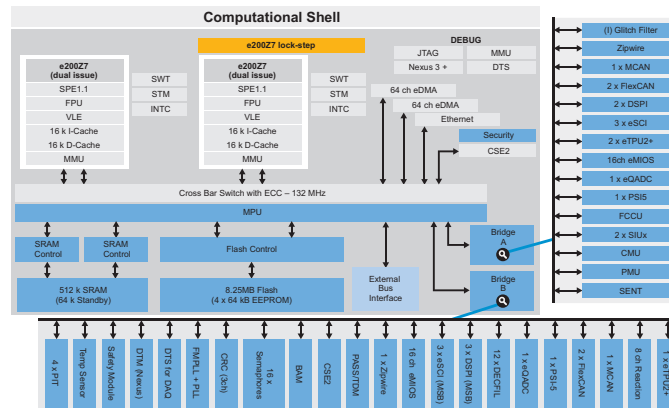 Computational Shell
e200Z7 lock-step
DEBUG
JTAG
MMU
Nexus 3 +
DTS
e200Z7
(dual issue)
SPE1.1
FPU
VLE
16 k I-Cache
16 k D-Cache
MMU
SWT
STM
INTC
e200Z7
(dual issue)
SPE1.1
FPU
VLE
16 k I-Cache
16 k D-Cache
MMU
SWT
STM
INTC
64 ch eDMA
64 ch eDMA
Ethernet
Security
CSE2
Cross Bar Switch with ECC – 132 MHz
MPU
SRAM
Control
SRAM
Control
Flash Control
512 k SRAM
(64 k Standby)
8.25MB Flash
(4 x 64 kB EEPROM)
External
Bus
Interface
Bridge
A
Bridge
B
(I) Glitch Filter
Zipwire
1 x MCAN
2 x FlexCAN
2 x DSPI
3 x eSCI
2 x eTPU2+
16ch eMIOS
1 x eQADC
1 x PSI5
FCCU
2 x SIUx
CMU
PMU
SENT
4 x PIT
Temp Sensor
Safety Module
DTM (Nexus)
DTS for DAQ
FMPLL + PLL
CRC (3ch)
16 x
Semaphores
BAM
CSE2
PASS/TDM
1 x Zipwire
16 ch eMIOS
3 x eSCI (MSB)
3 x DSPI (MSB)
12 x DECFIL
1 x eQADC
1 x PSI-5
2 x FlexCAN
1 x MCAN
8 ch Reaction
1 x eTPU2+